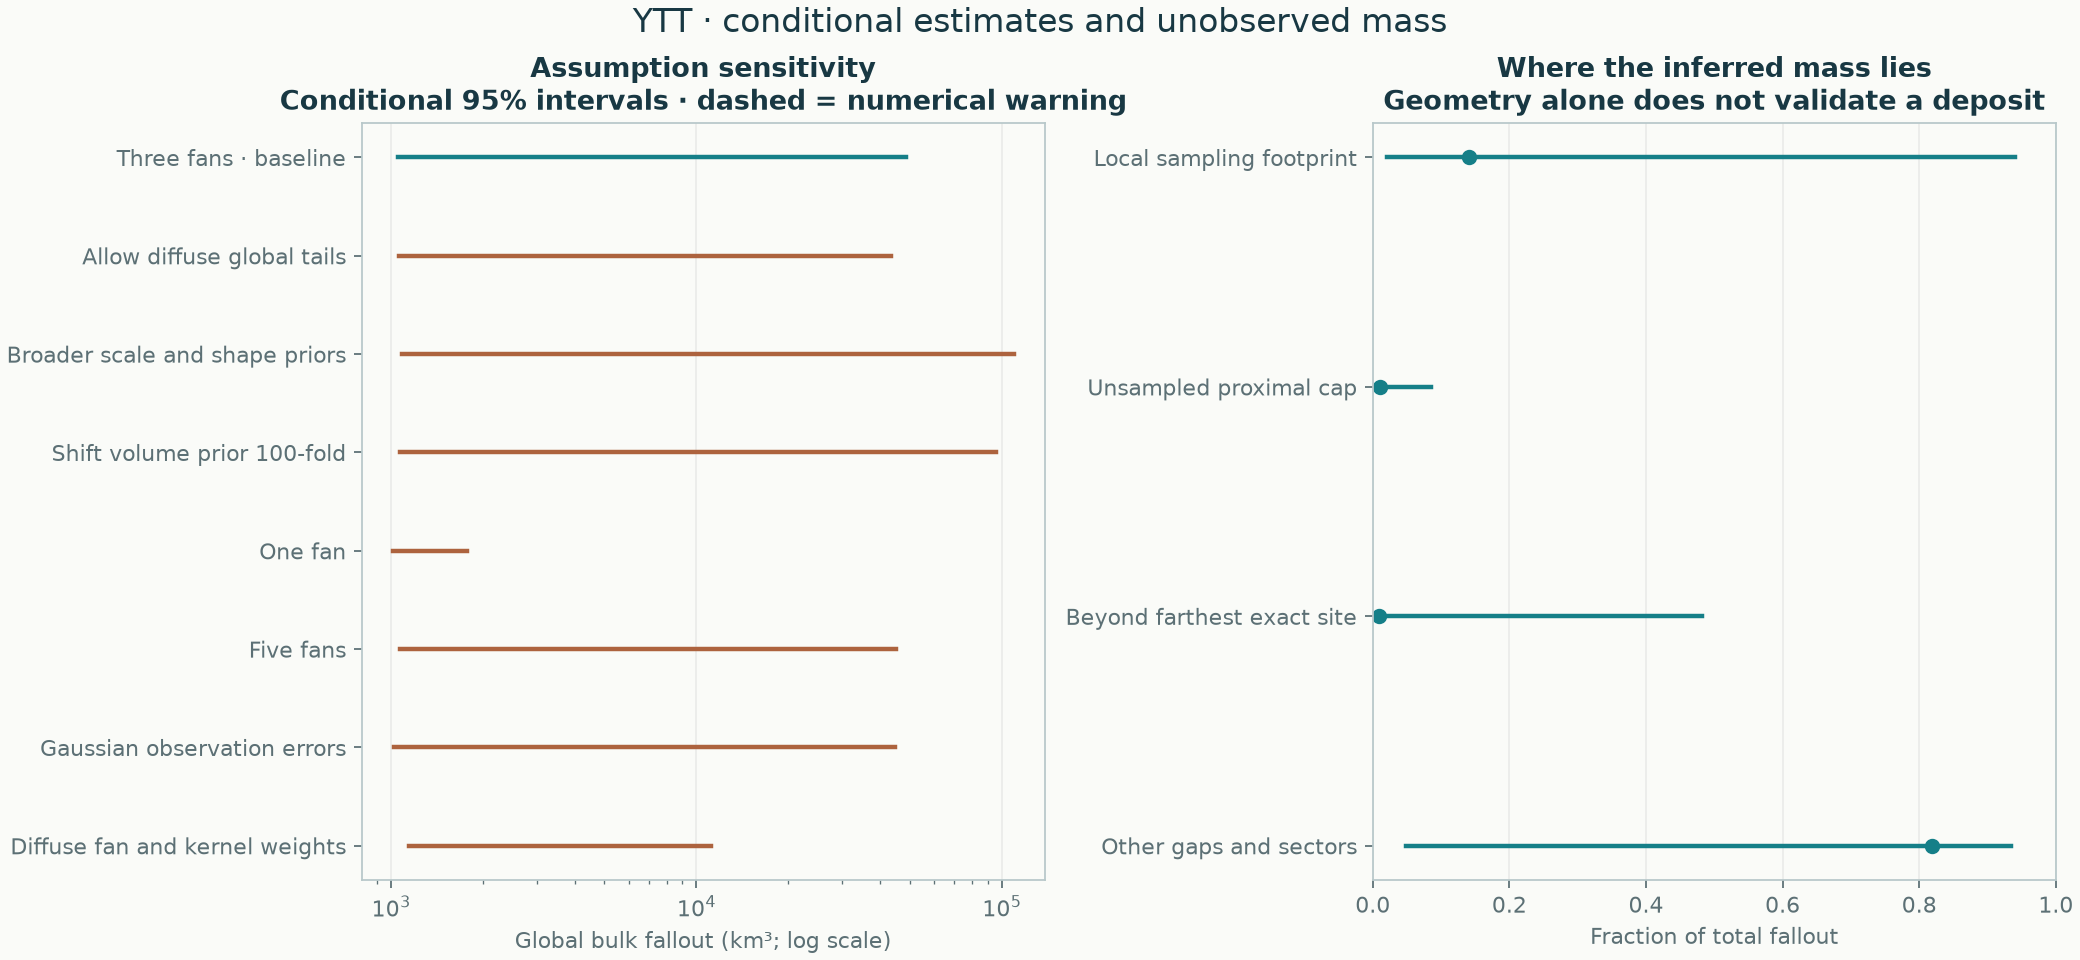 YTT · conditional estimates and unobserved mass
Assumption sensitivity
Conditional 95% intervals · dashed = numerical warning
Three fans · baseline
Allow diffuse global tails
Broader scale and shape priors
Shift volume prior 100-fold
One fan
Five fans
Gaussian observation errors
Diffuse fan and kernel weights
10³
10⁴
10⁵
Global bulk fallout (km³; log scale)
Where the inferred mass lies
Geometry alone does not validate a deposit
Local sampling footprint
Unsampled proximal cap
Beyond farthest exact site
Other gaps and sectors
0.0
0.2
0.4
0.6
0.8
1.0
Fraction of total fallout